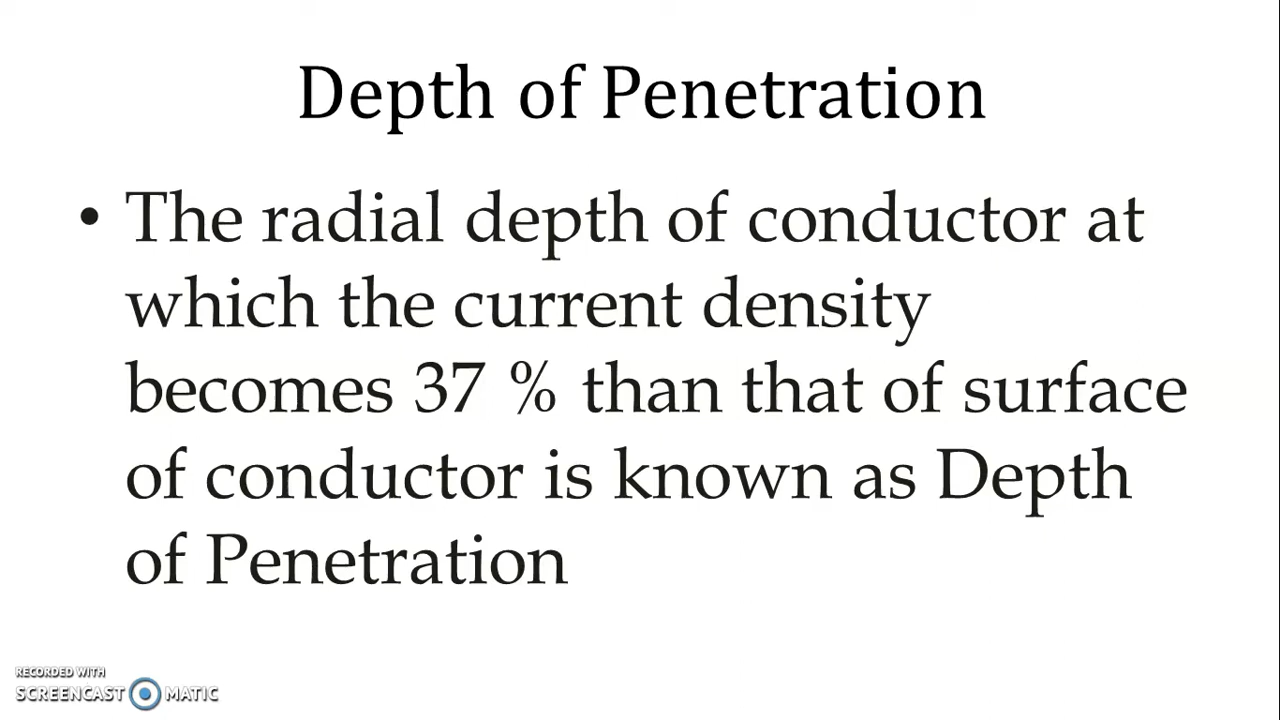 Depth of Penetration
• The radial depth of conductor at
which the current density
becomes 37 % than that of surface
of conductor is known as Depth
of Penetration
RECORDED WITH
SCREENCAST MATIC